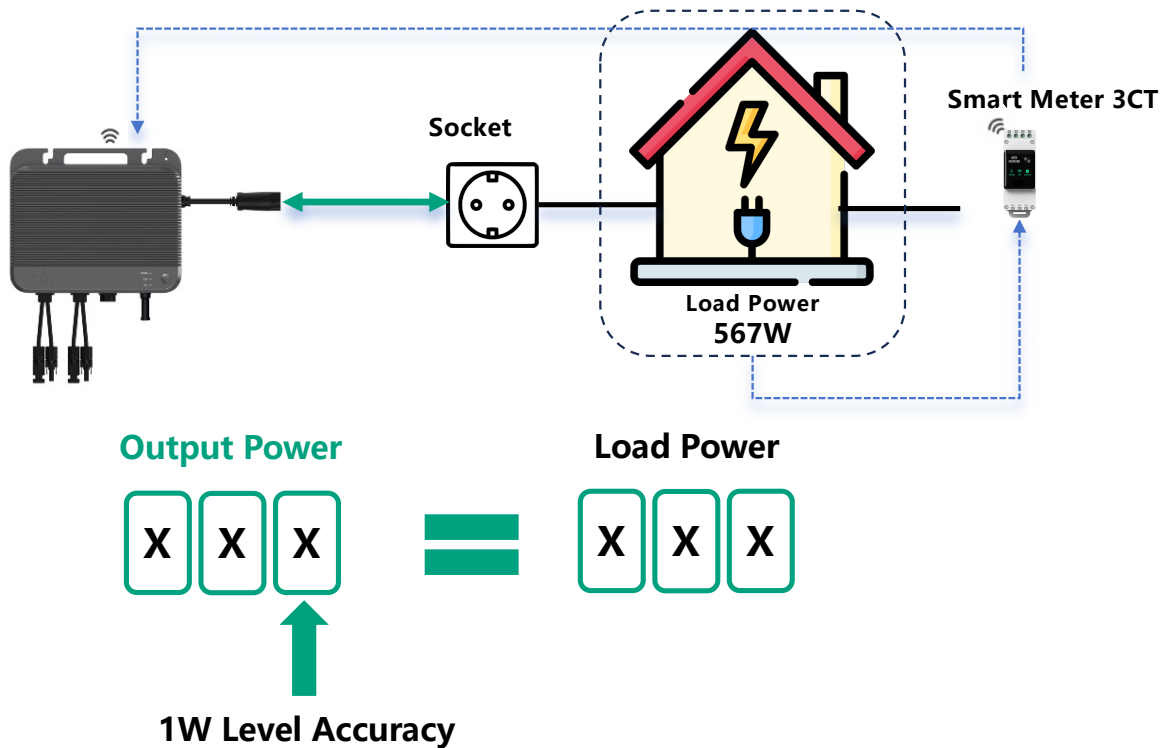 Smart Meter 3CT
Socket
Load Power
567W
Output Power
Load Power
X X X
X X X
1W Level Accuracy